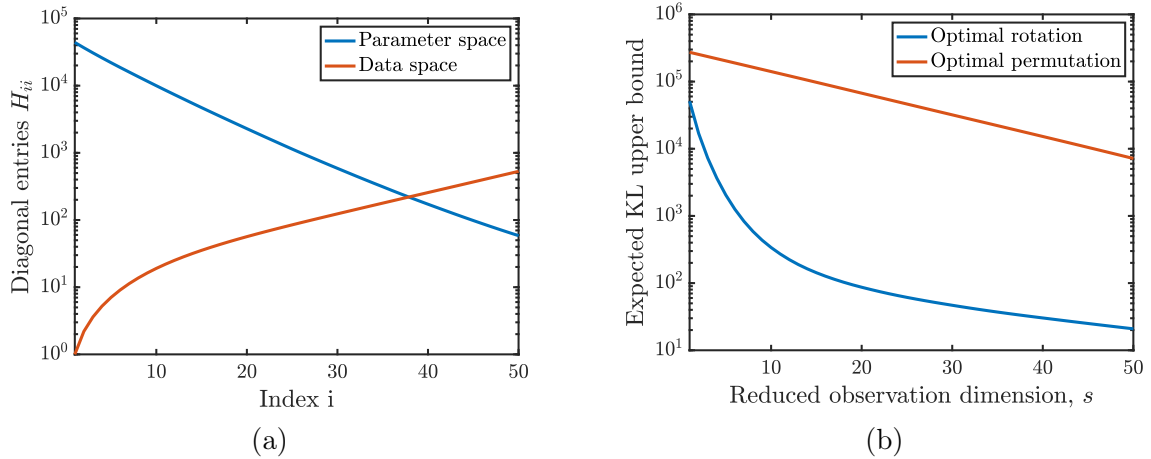 10^5
10^4
10^3
10^2
10^1
10^0
Diagonal entries H_{ii}
Parameter space
Data space
10
20
30
40
50
Index i
(a)
10^6
10^5
10^4
10^3
10^2
10^1
Expected KL upper bound
Optimal rotation
Optimal permutation
10
20
30
40
50
Reduced observation dimension, s
(b)